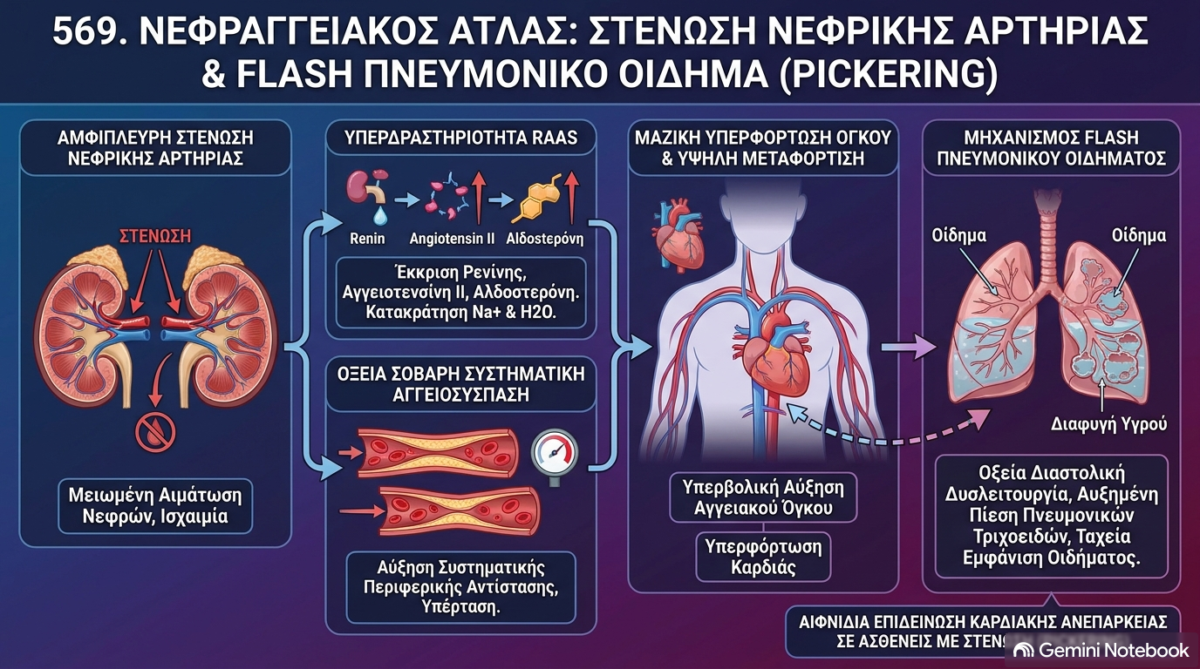 569. ΝΕΦΡΑΓΓΕΙΑΚΟΣ ΑΤΛΑΣ: ΣΤΕΝΩΣΗ ΝΕΦΡΙΚΗΣ ΑΡΤΗΡΙΑΣ
& FLASH ΠΝΕΥΜΟΝΙΚΟ ΟΙΔΗΜΑ (PICKERING)
ΑΜΦΙΠΛΕΥΡΗ ΣΤΕΝΩΣΗ
ΝΕΦΡΙΚΗΣ ΑΡΤΗΡΙΑΣ
ΣΤΕΝΩΣΗ
Μειωμένη Αιμάτωση
Νεφρών, Ισχαιμία
ΥΠΕΡΔΡΑΣΤΗΡΙΟΤΗΤΑ RAAS
Renin
Angiotensin II
Αldοστερόνη
Έκκριση Ρενίνης,
Αγγειοτενσίνη ΙΙ, Αλδοστερόνη.
Κατακράτηση Na+ & H2O.
ΟΞΕΙΑ ΣΟΒΑΡΗ ΣΥΣΤΗΜΑΤΙΚΗ
ΑΓΓΕΙΟΣΥΣΠΑΣΗ
Αύξηση Συστηματικής
Περιφερικής Αντίστασης,
Υπέρταση.
ΜΑΖΙΚΗ ΥΠΕΡΦΟΡΤΩΣΗ ΟΓΚΟΥ
& ΥΨΗΛΗ ΜΕΤΑΦΟΡΤΙΣΗ
Υπερβολική Αύξηση
Αγγειακού Όγκου
Υπερφόρτωση
Καρδιάς
ΜΗΧΑΝΙΣΜΟΣ FLASH
ΠΝΕΥΜΟΝΙΚΟΥ ΟΙΔΗΜΑΤΟΣ
Οίδημα
Οίδημα
Διαφυγή Υγρού
Οξεία Διαστολική
Δυσλειτουργία, Αυξημένη
Πίεση Πνευμονικών
Τριχοειδών, Ταχεία
Εμφάνιση Οιδήματος.
ΑΙΦΝΙΔΙΑ ΕΠΙΔΕΙΝΩΣΗ ΚΑΡΔΙΑΚΗΣ ΑΝΕΠΑΡΚΕΙΑΣ
ΣΕ ΑΣΘΕΝΕΙΣ ΜΕ
Gemini Notebook